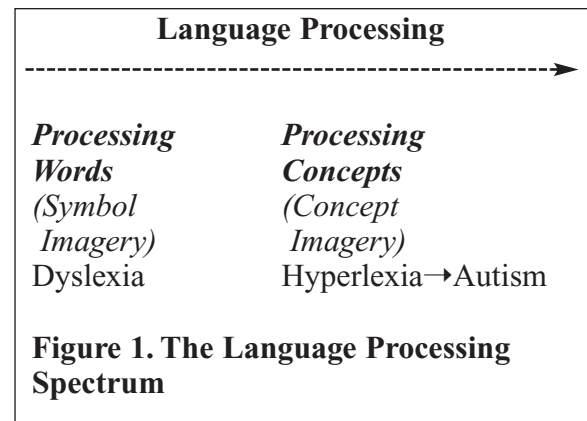 Language Processing
Processing Processing
Words Concepts
(Symbol (Concept
Imagery) Imagery)
Dyslexia Hyperlexia→Autism
Figure 1. The Language Processing
Spectrum